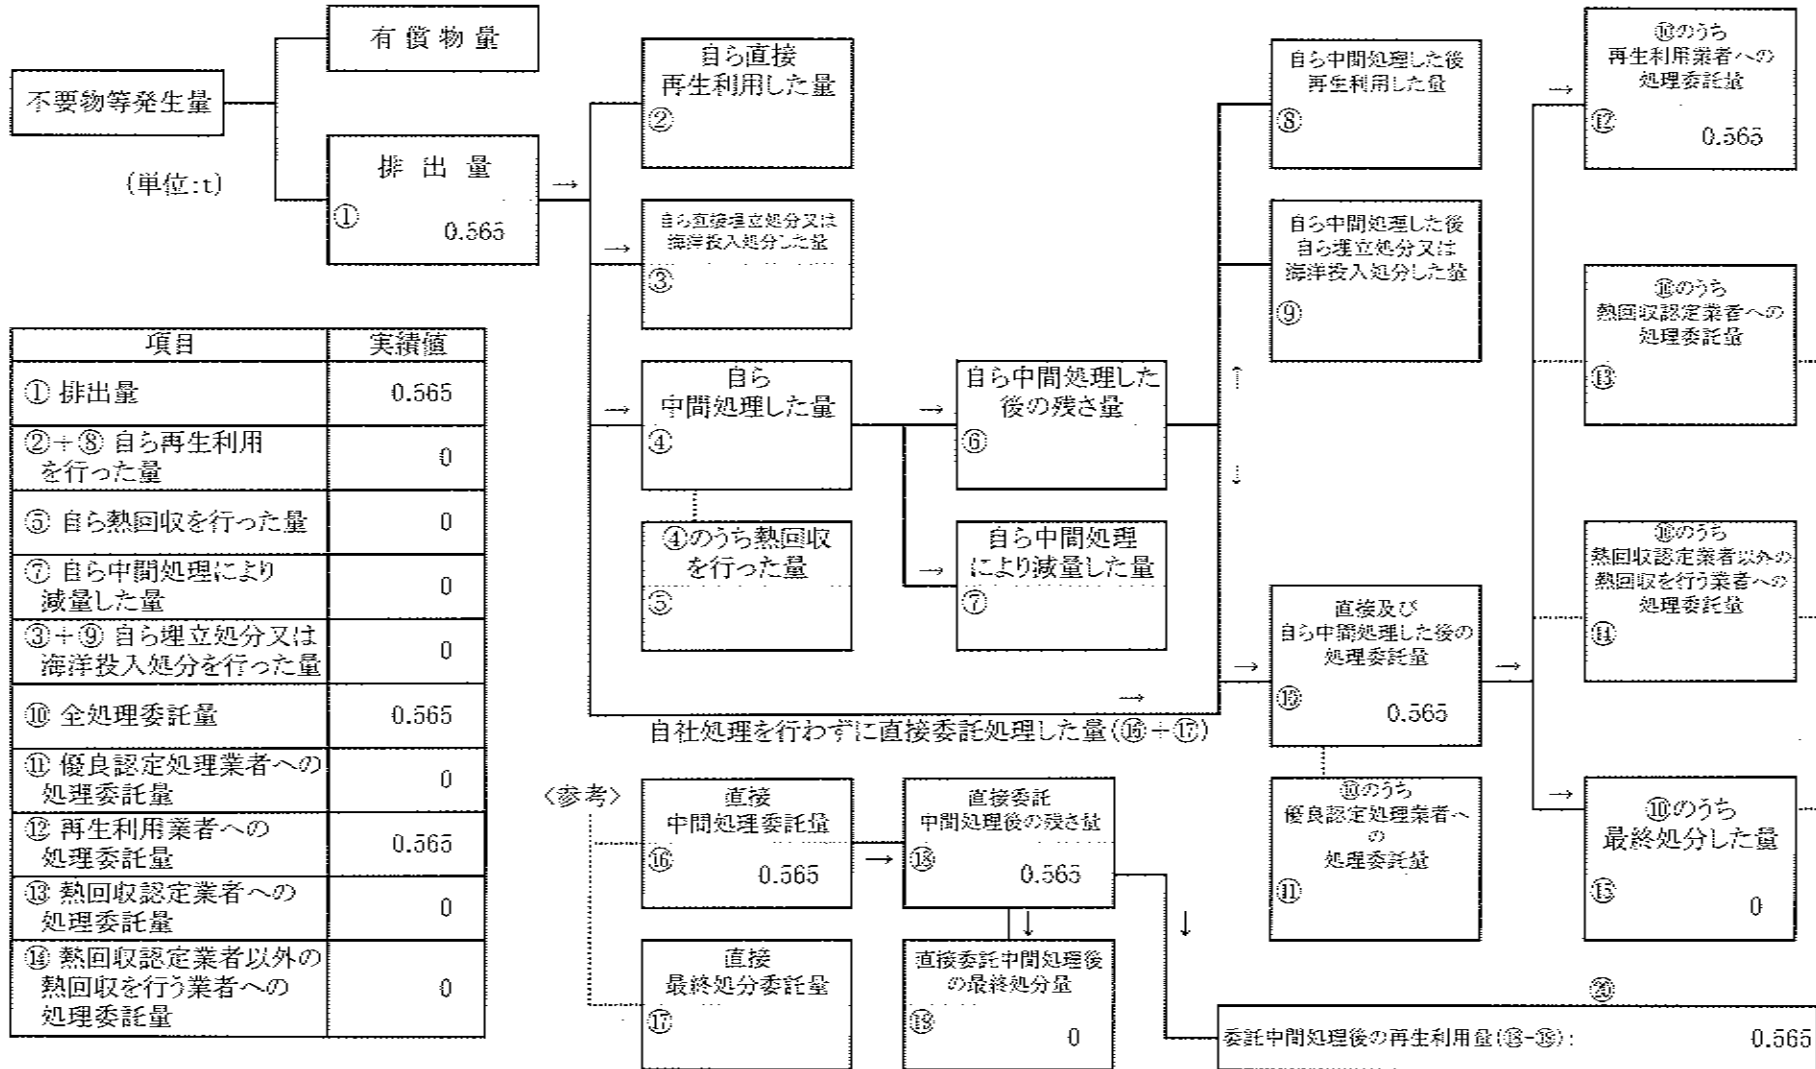 不要物等発生量
(単位:t)
有 償 物 量
排 出 量
①
0.565
→
自ら直接
再生利用した量
②
→
自ら直接埋立処分又は
海洋投入処分した量
③
→
自ら
中間処理した量
④
④のうち熱回収
を行った量
⑤
→
自ら中間処理した
後の残さ量
⑥
→
自ら中間処理
により減量した量
⑦
↑
↓
自ら中間処理した後
再生利用した量
⑧
自ら中間処理した後
自ら埋立処分又は
海洋投入処分した量
⑨
→
自社処理を行わずに直接委託処理した量(⑯+⑰)
→
直接及び
自ら中間処理した後の
処理委託量
⑩
0.565
→
⑩のうち
優良認定処理業者へ
の
処理委託量
⑪
→
⑩のうち
再生利用業者への
処理委託量
⑫
0.565
⑩のうち
熱回収認定業者への
処理委託量
⑬
⑩のうち
熱回収認定業者以外の
熱回収を行う業者への
処理委託量
⑭
→
⑩のうち
最終処分した量
⑮
0
項目 実績値
① 排出量 0.565
②+⑧ 自ら再生利用
を行った量 0
⑤ 自ら熱回収を行った量 0
⑦ 自ら中間処理により
減量した量 0
③+⑨ 自ら埋立処分又は
海洋投入処分を行った量 0
⑩ 全処理委託量 0.565
⑪ 優良認定処理業者への
処理委託量 0
⑫ 再生利用業者への
処理委託量 0.565
⑬ 熱回収認定業者への
処理委託量 0
⑭ 熱回収認定業者以外の
熱回収を行う業者への
処理委託量 0
〈参考〉
直接
中間処理委託量
⑯
0.565
→
直接委託
中間処理後の残さ量
⑱
0.565
↓
↓
直接
最終処分委託量
⑰
直接委託中間処理後
の最終処分量
⑲
0
⑳
委託中間処理後の再生利用量(⑱-⑲): 0.565